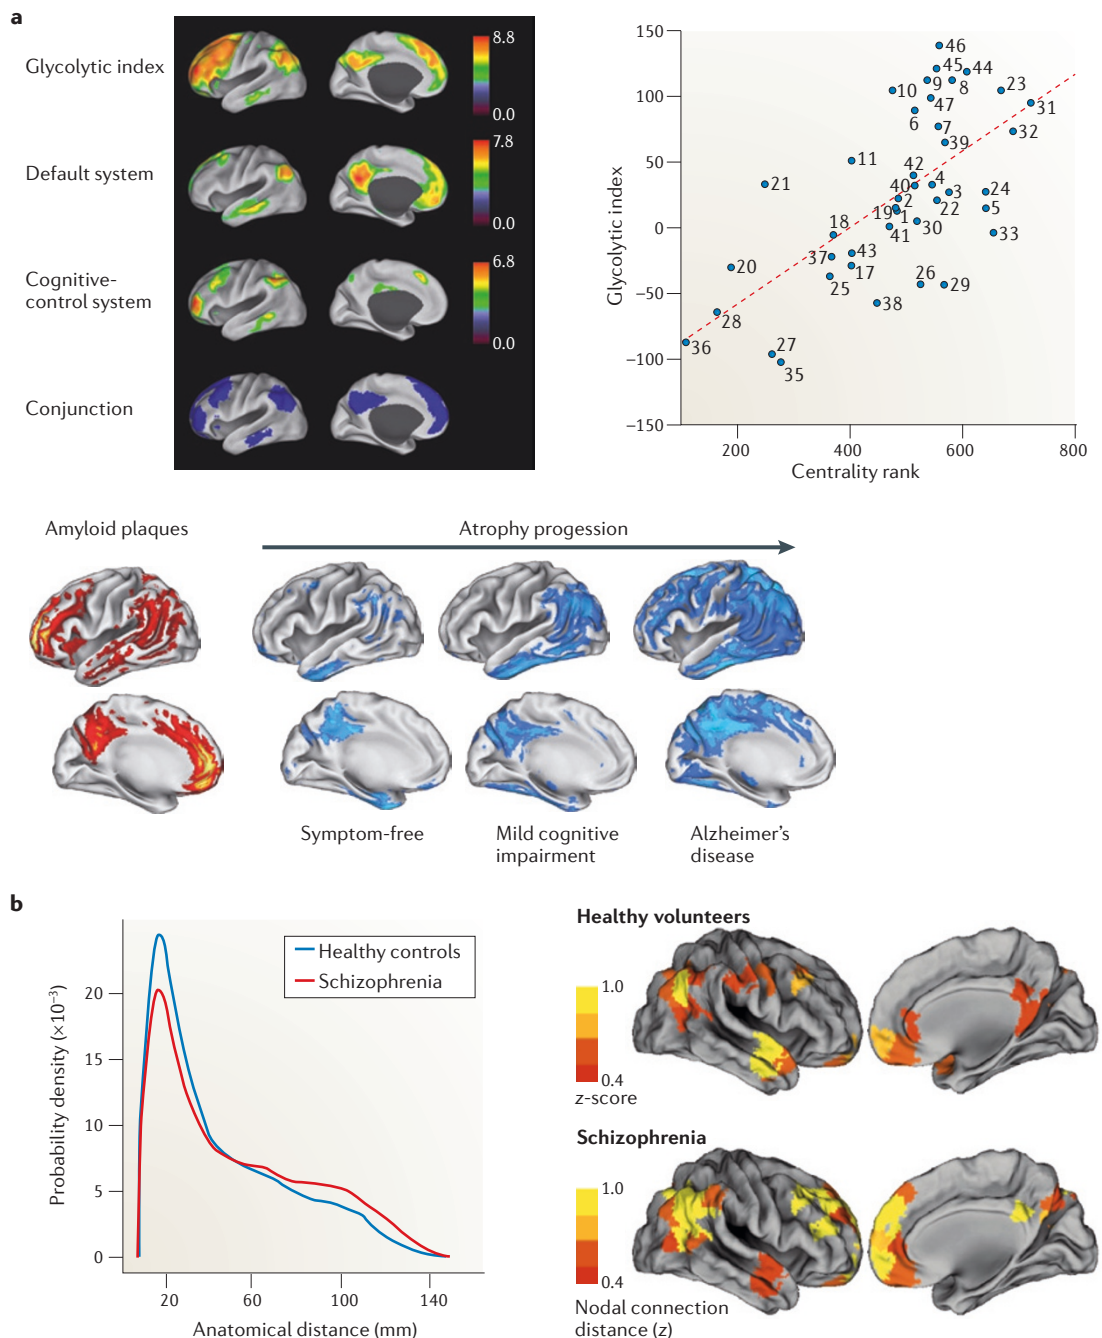 a
Glycolytic index
8.8
0.0
Default system
7.8
0.0
Cognitive-
control system
6.8
0.0
Conjunction
150
100
50
0
−50
−100
−150
Glycolytic index
46
45
44
9
8
10
23
47
31
6
7
32
39
11
42
21
40
4
24
2
3
22
5
19
1
18
30
41
33
37
43
20
17
26
29
25
38
28
36
27
35
200
400
600
800
Centrality rank
Amyloid plaques
Atrophy progession
Symptom-free
Mild cognitive
impairment
Alzheimer's
disease
b
Healthy controls
Schizophrenia
20
15
10
5
0
Probability density (×10⁻³)
20
60
100
140
Anatomical distance (mm)
Healthy volunteers
1.0
0.4
z-score
Schizophrenia
1.0
0.4
Nodal connection
distance (z)